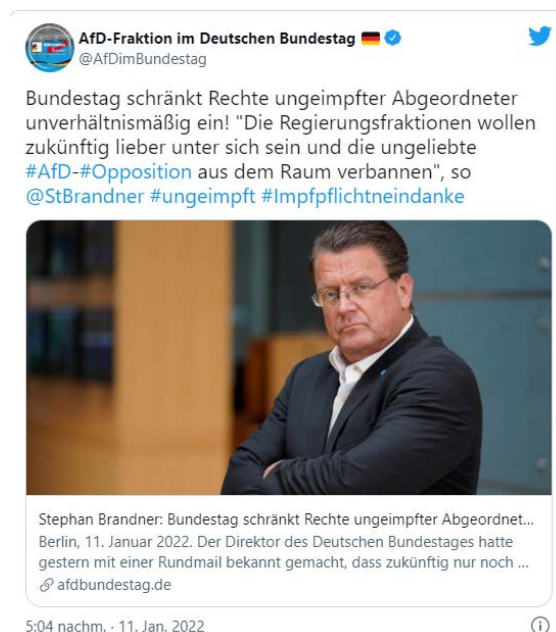 AfD-Fraktion im Deutschen Bundestag
@AfDimBundestag
Bundestag schränkt Rechte ungeimpfter Abgeordneter
unverhältnismäßig ein! "Die Regierungsfraktionen wollen
zukünftig lieber unter sich sein und die ungeliebte
#AfD-#Opposition aus dem Raum verbannen", so
@StBrandner #ungeimpft #Impfpflichtneindanke
Stephan Brandner: Bundestag schränkt Rechte ungeimpfter Abgeordnet...
Berlin, 11. Januar 2022. Der Direktor des Deutschen Bundestages hatte
gestern mit einer Rundmail bekannt gemacht, dass zukünftig nur noch ...
afdbundestag.de
5:04 nachm. · 11. Jan. 2022